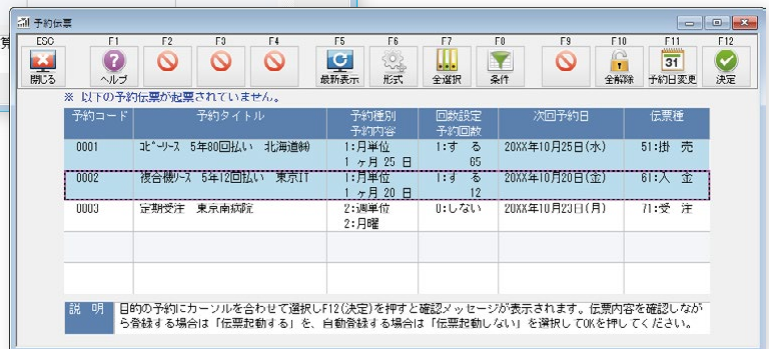 予約伝票
ESC F1 F2 F3 F4 F5 F6 F7 F8 F9 F10 F11 F12
31
閉じる ヘルプ 最新表示 形式 全選択 条件 全解除 予約日変更 決定
※ 以下の予約伝票が起票されていません。
予約コード 予約タイトル 予約種別 回数設定 次回予約日 伝票種
予約内容 予約回数
0001 コピーリース 5年80回払い 北海道㈱ 1:月単位 1:す る 20XX年10月25日(水) 51:掛 売
1 ヶ月 25 日 65
0002 複合機リース 5年12回払い 東京IT 1:月単位 1:す る 20XX年10月20日(金) 61:入 金
1 ヶ月 20 日 12
0003 定期受注 東京南病院 2:週単位 0:しない 20XX年10月23日(月) 71:受 注
2:月曜
説 明 目的の予約にカーソルを合わせて選択しF12(決定)を押すと確認メッセージが表示されます。伝票内容を確認しなが
ら登録する場合は「伝票起動する」を、自動登録する場合は「伝票起動しない」を選択してOKを押してください。